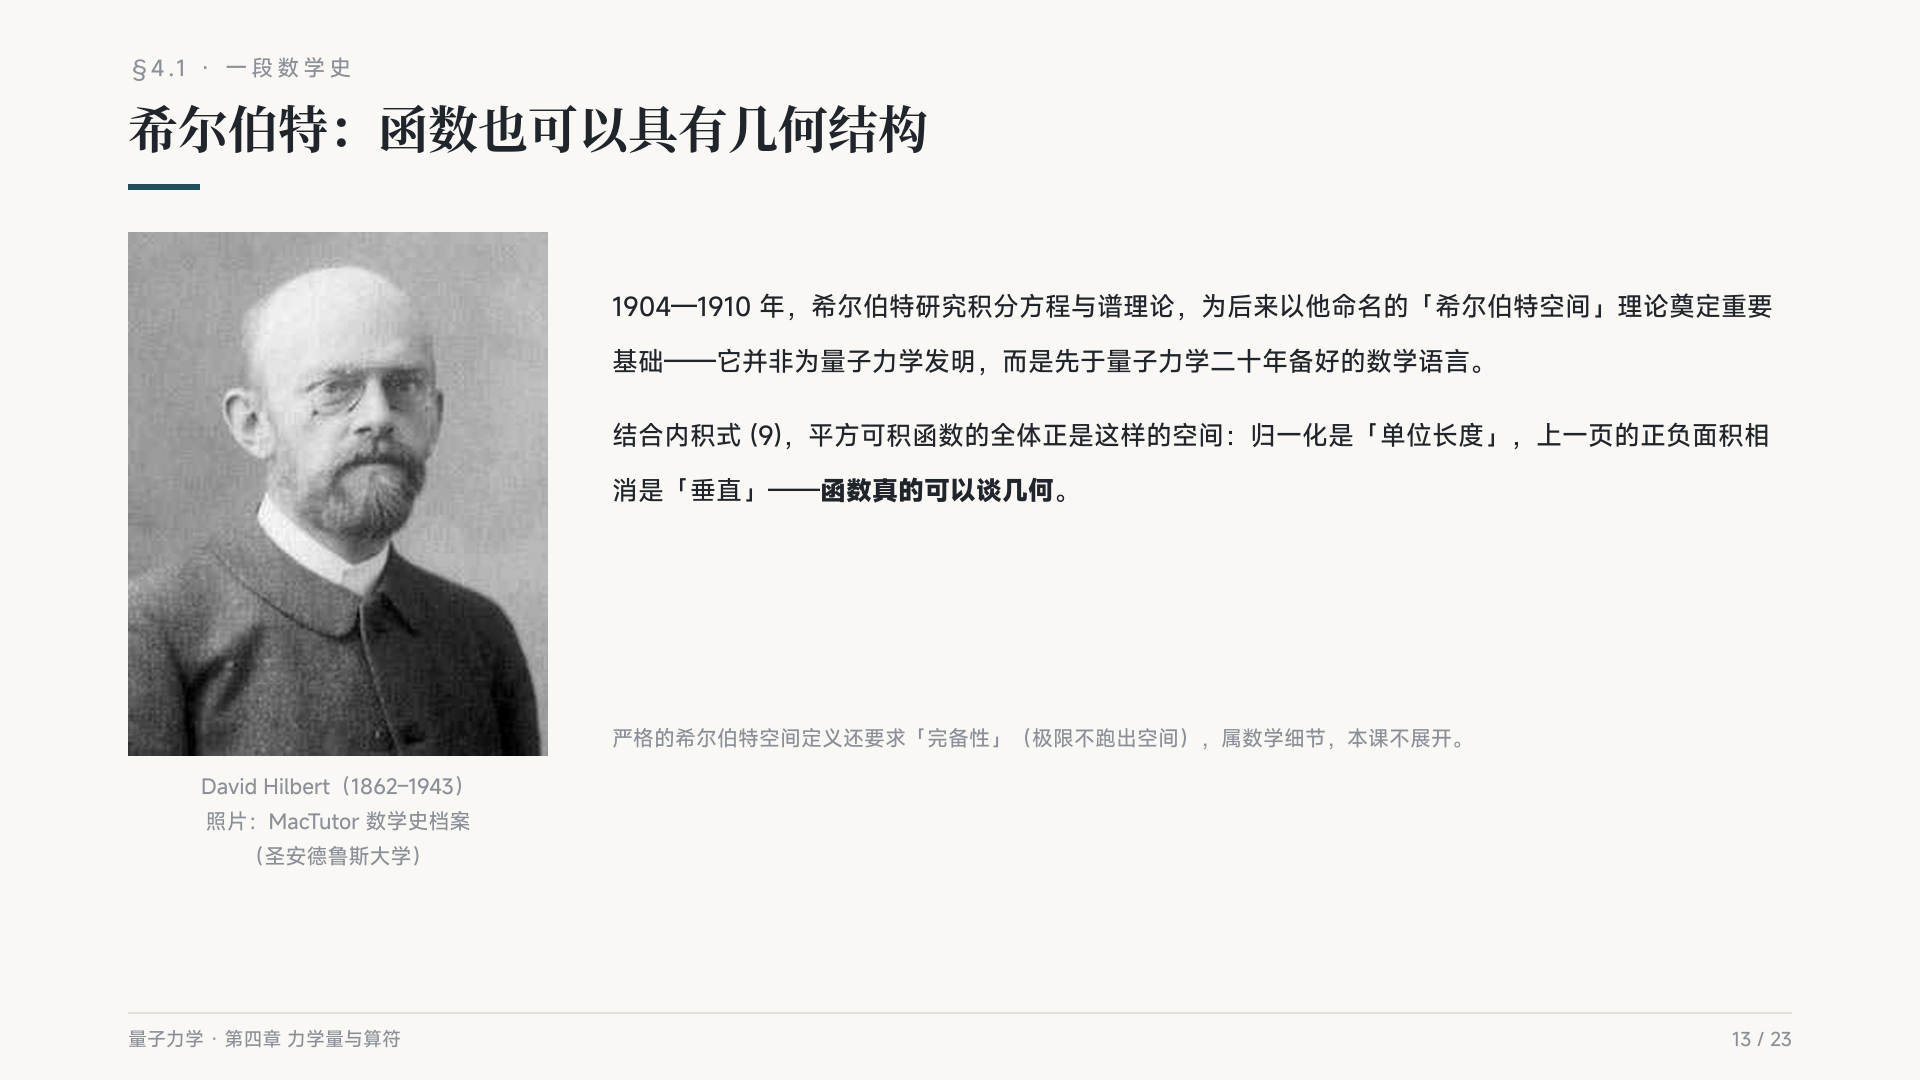 §4.1 · 一段数学史
希尔伯特：函数也可以具有几何结构
1904—1910 年，希尔伯特研究积分方程与谱理论，为后来以他命名的「希尔伯特空间」理论奠定重要
基础——它并非为量子力学发明，而是先于量子力学二十年备好的数学语言。
结合内积式 (9)，平方可积函数的全体正是这样的空间：归一化是「单位长度」，上一页的正负面积相
消是「垂直」——函数真的可以谈几何。
严格的希尔伯特空间定义还要求「完备性」（极限不跑出空间），属数学细节，本课不展开。
David Hilbert（1862–1943）
照片：MacTutor 数学史档案
（圣安德鲁斯大学）
量子力学 · 第四章 力学量与算符
13 / 23